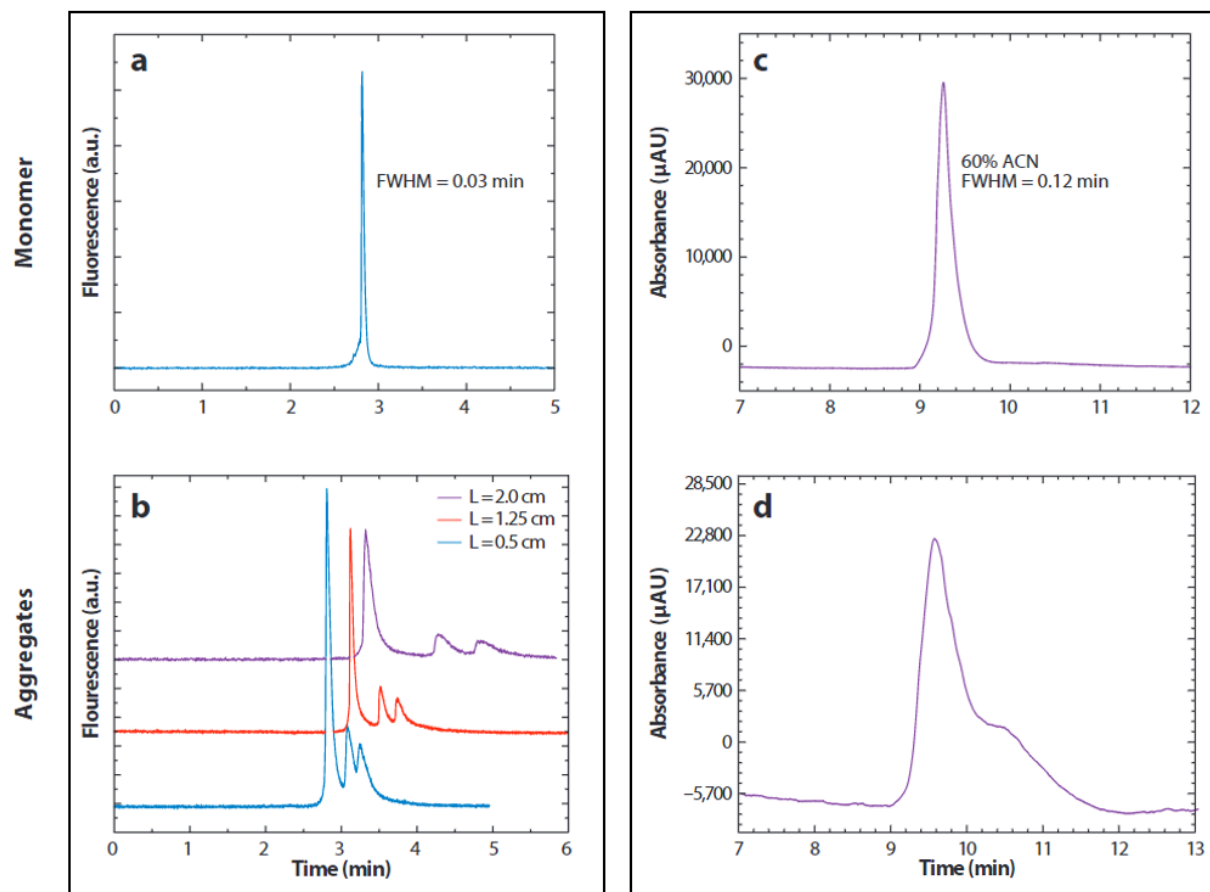 Monomer
a
Fluorescence (a.u.)
FWHM = 0.03 min
0 1 2 3 4 5
c
Absorbance (µAU)
30,000
20,000
10,000
0
60% ACN
FWHM = 0.12 min
7 8 9 10 11 12
Aggregates
b
Flourescence (a.u.)
L = 2.0 cm
L = 1.25 cm
L = 0.5 cm
0 1 2 3 4 5 6
Time (min)
d
Absorbance (µAU)
28,500
22,800
17,100
11,400
5,700
0
−5,700
7 8 9 10 11 12 13
Time (min)